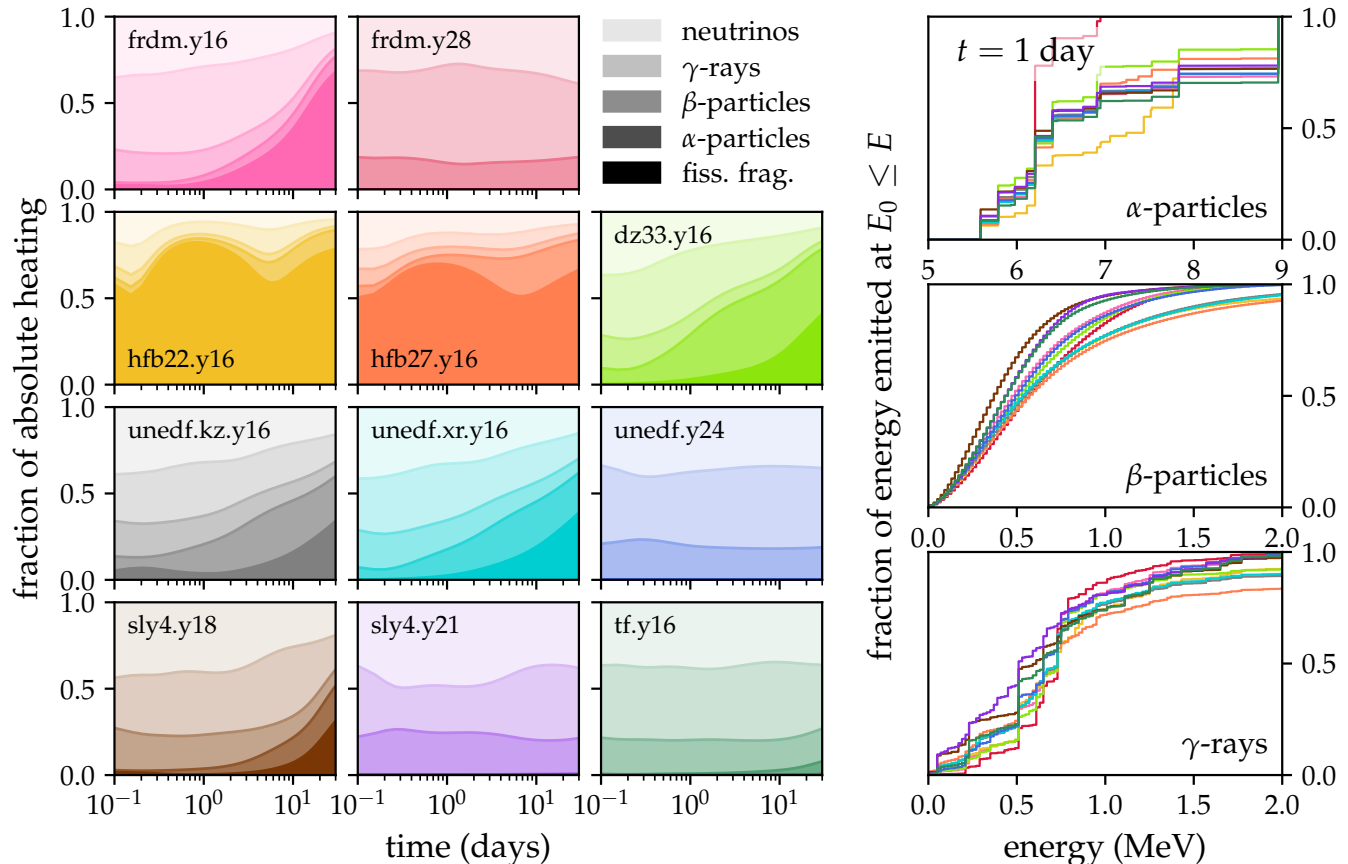 fraction of absolute heating
1.0
0.5
0.0
frdm.y16
frdm.y28
neutrinos
γ-rays
β-particles
α-particles
fiss. frag.
1.0
0.5
0.0
hfb22.y16
hfb27.y16
dz33.y16
1.0
0.5
0.0
unedf.kz.y16
unedf.xr.y16
unedf.y24
1.0
0.5
0.0
sly4.y18
sly4.y21
tf.y16
10⁻¹ 10⁰ 10¹
10⁻¹ 10⁰ 10¹
10⁻¹ 10⁰ 10¹
time (days)
fraction of energy emitted at E₀ ≤ E
t = 1 day
α-particles
1.0
0.5
0.0
5 6 7 8 9
β-particles
1.0
0.5
0.0
0.0 0.5 1.0 1.5 2.0
γ-rays
1.0
0.5
0.0
0.0 0.5 1.0 1.5 2.0
energy (MeV)